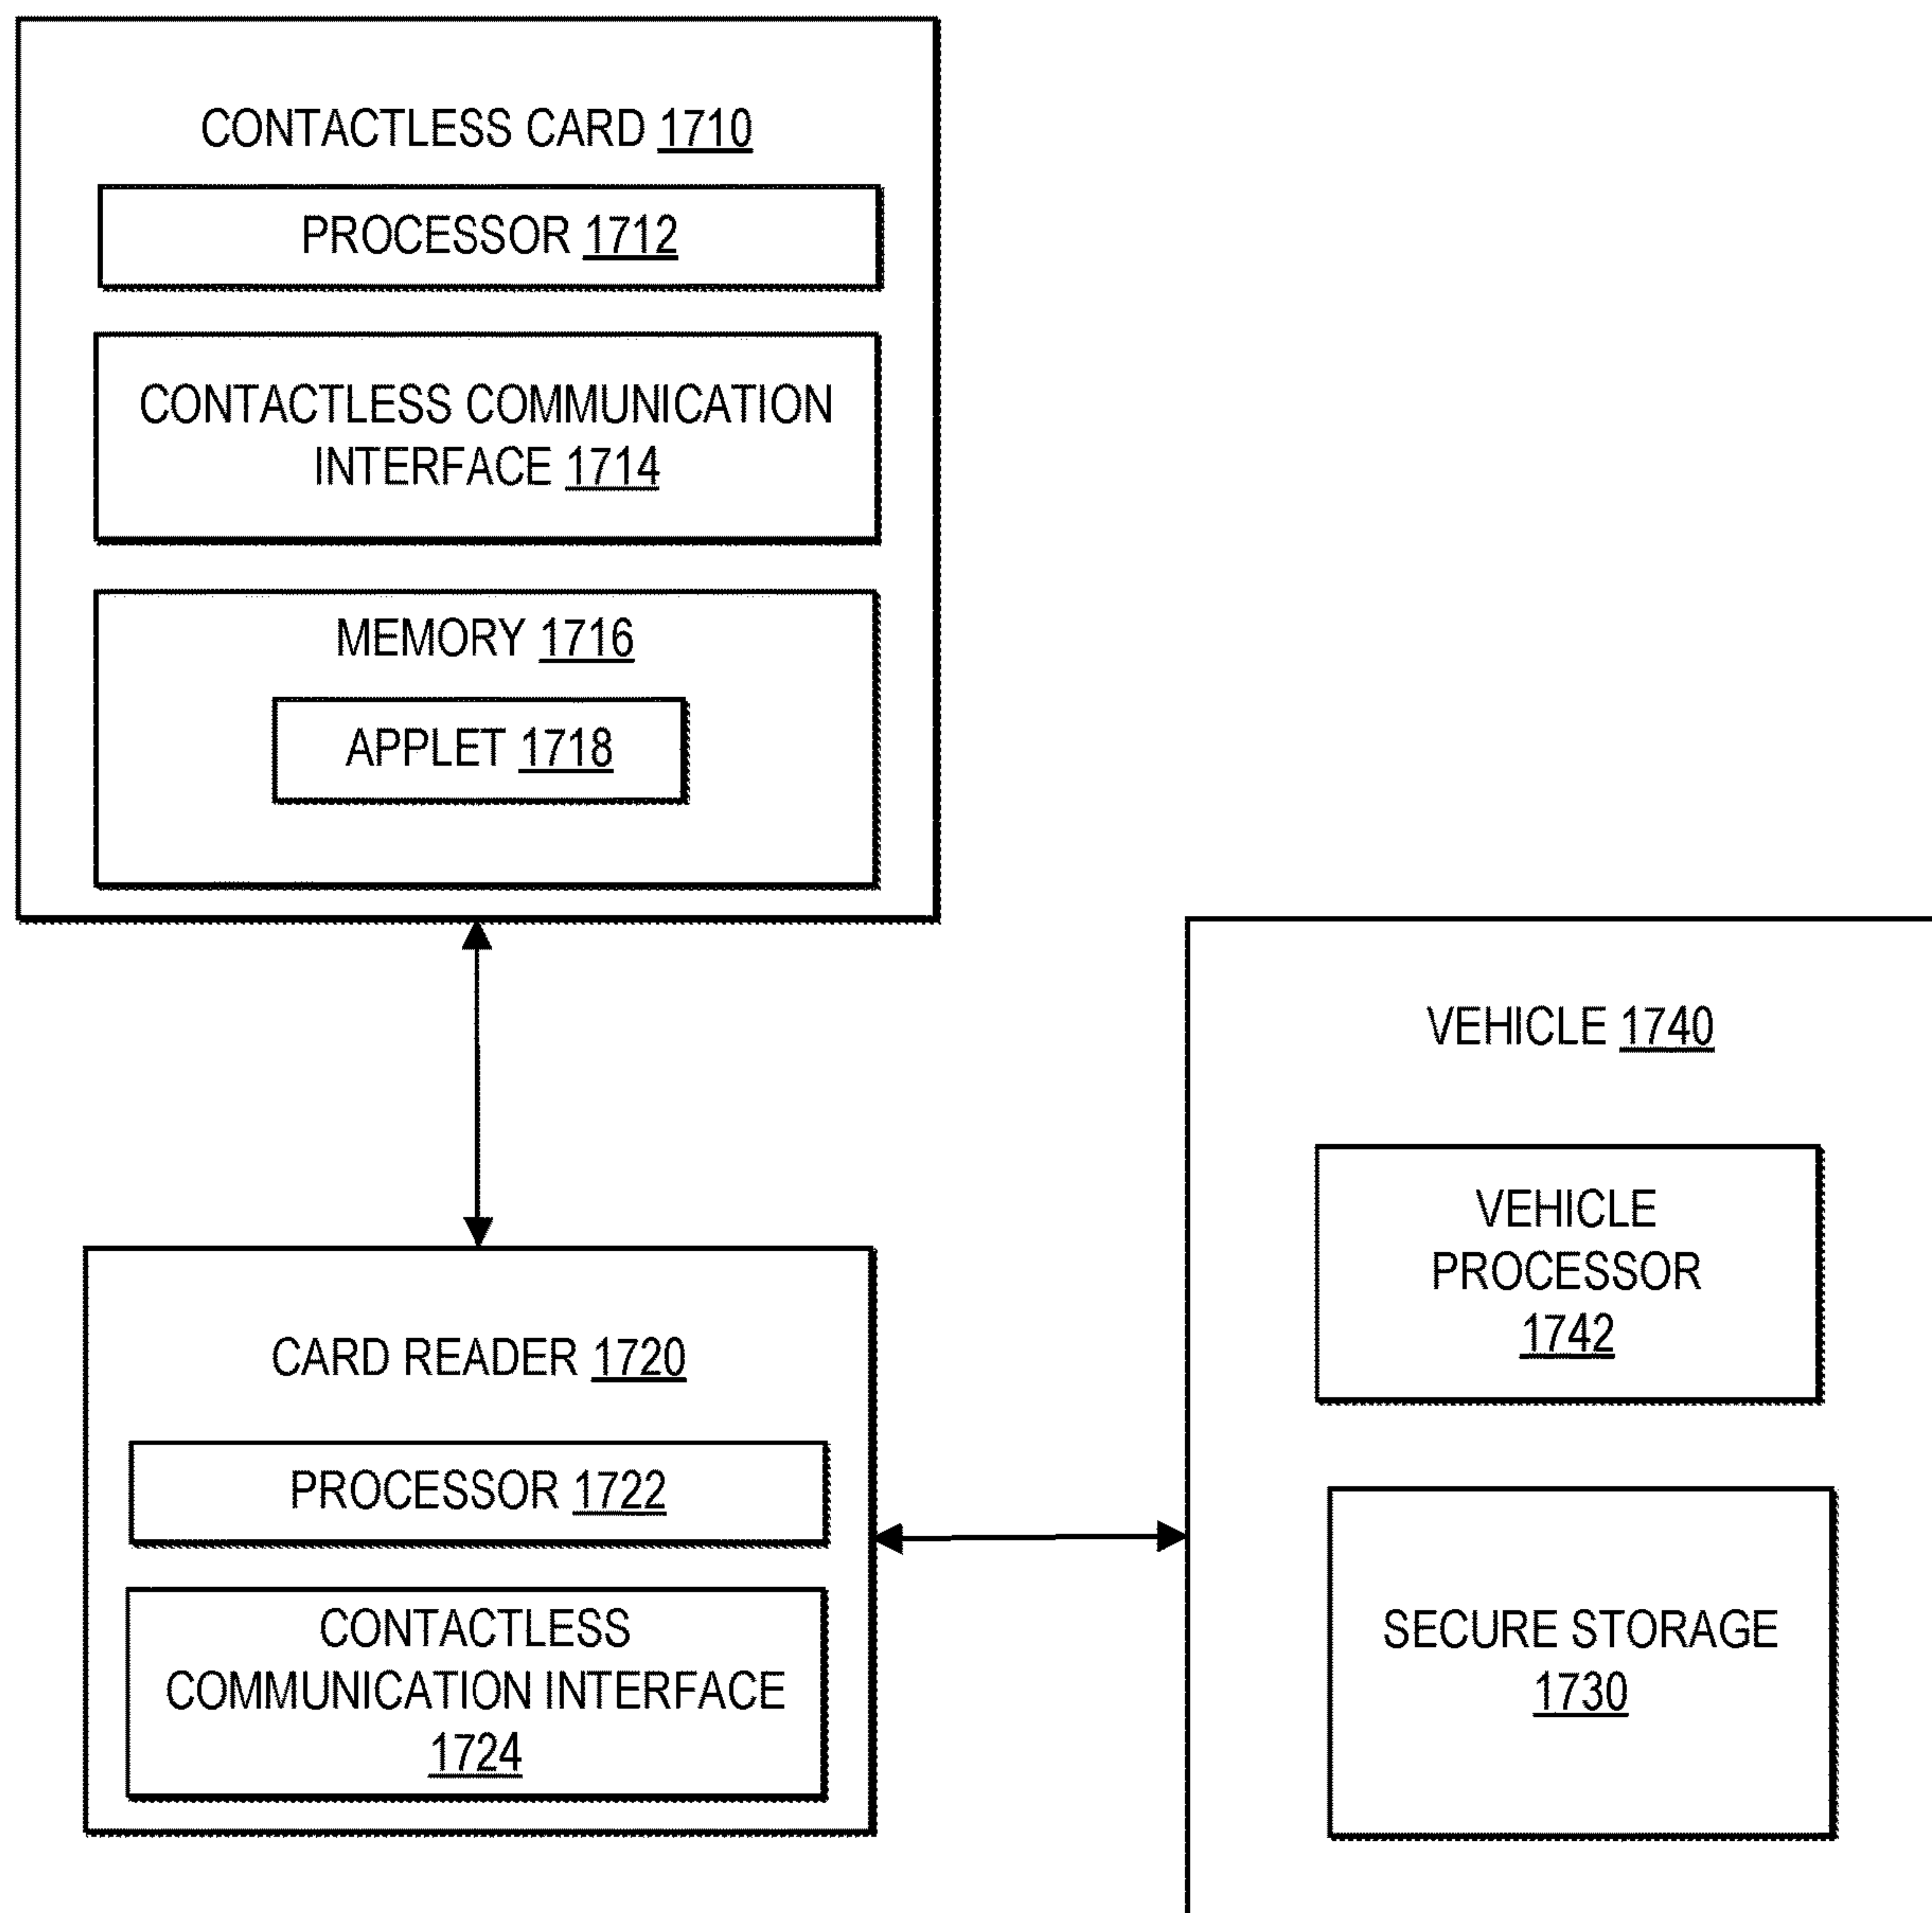 CONTACTLESS CARD 1710
PROCESSOR 1712
CONTACTLESS COMMUNICATION
INTERFACE 1714
MEMORY 1716
APPLET 1718
CARD READER 1720
PROCESSOR 1722
CONTACTLESS
COMMUNICATION INTERFACE
1724
VEHICLE 1740
VEHICLE
PROCESSOR
1742
SECURE STORAGE
1730